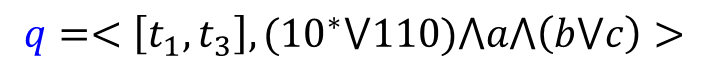 q =< [t₁, t₃], (10*⋁110)⋀a⋀(b⋁c) >